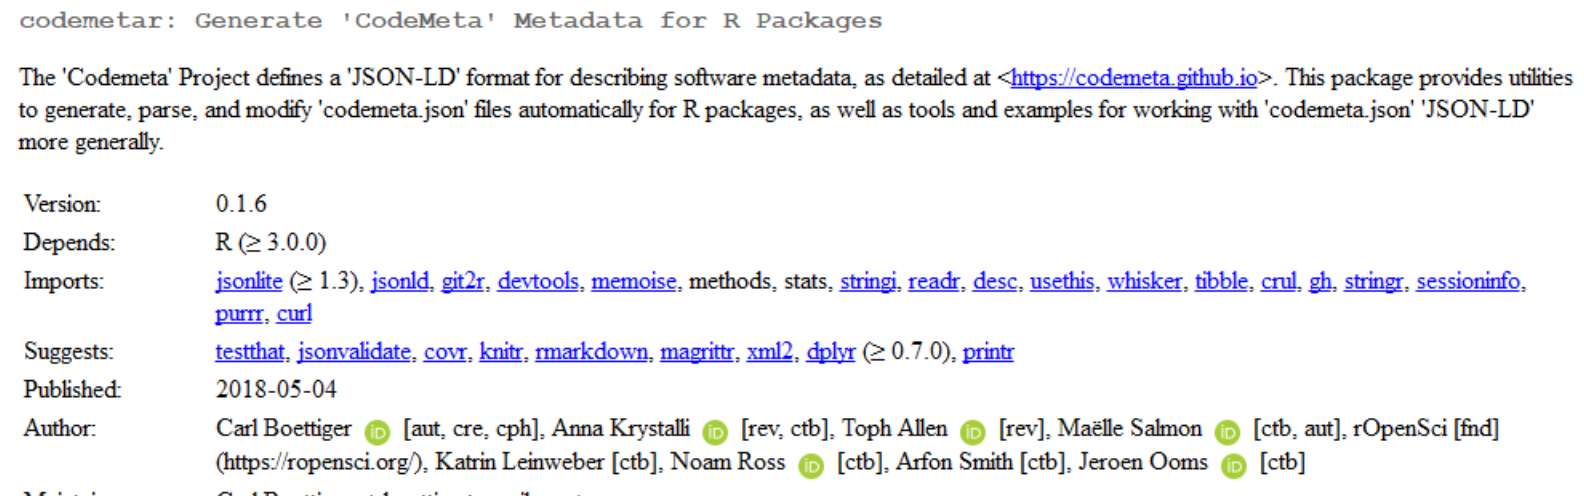 codemetar: Generate 'CodeMeta' Metadata for R Packages
The 'Codemeta' Project defines a 'JSON-LD' format for describing software metadata, as detailed at <https://codemeta.github.io>. This package provides utilities
to generate, parse, and modify 'codemeta.json' files automatically for R packages, as well as tools and examples for working with 'codemeta.json' 'JSON-LD'
more generally.
Version: 0.1.6
Depends: R (≥ 3.0.0)
Imports: jsonlite (≥ 1.3), jsonld, git2r, devtools, memoise, methods, stats, stringi, readr, desc, usethis, whisker, tibble, crul, gh, stringr, sessioninfo,
purrr, curl
Suggests: testthat, jsonvalidate, covr, knitr, rmarkdown, magrittr, xml2, dplyr (≥ 0.7.0), printr
Published: 2018-05-04
Author: Carl Boettiger iD [aut, cre, cph], Anna Krystalli iD [rev, ctb], Toph Allen iD [rev], Maëlle Salmon iD [ctb, aut], rOpenSci [fnd]
(https://ropensci.org/), Katrin Leinweber [ctb], Noam Ross iD [ctb], Arfon Smith [ctb], Jeroen Ooms iD [ctb]